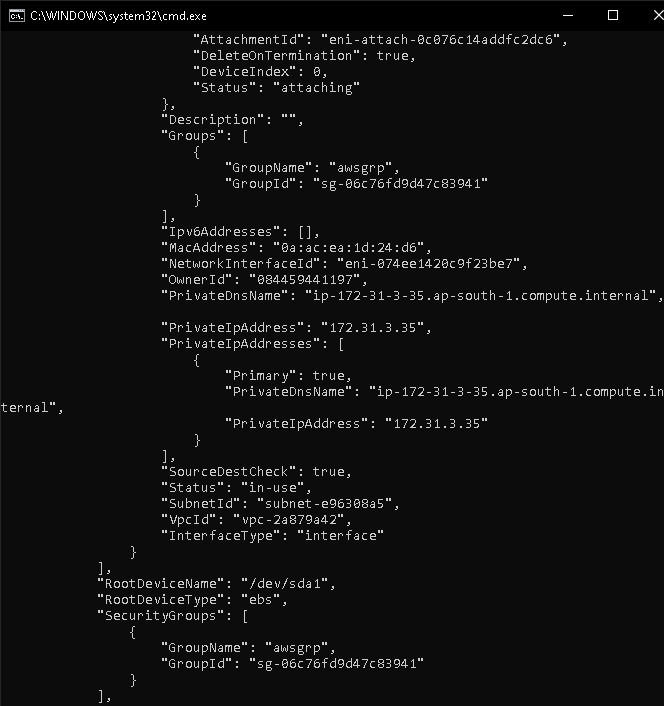 C:\WINDOWS\system32\cmd.exe
"AttachmentId": "eni-attach-0c076c14addfc2dc6",
"DeleteOnTermination": true,
"DeviceIndex": 0,
"Status": "attaching"
},
"Description": "",
"Groups": [
{
"GroupName": "awsgrp",
"GroupId": "sg-06c76fd9d47c83941"
}
],
"Ipv6Addresses": [],
"MacAddress": "0a:ac:ea:1d:24:d6",
"NetworkInterfaceId": "eni-074ee1420c9f23be7",
"OwnerId": "084459441197",
"PrivateDnsName": "ip-172-31-3-35.ap-south-1.compute.internal",
"PrivateIpAddress": "172.31.3.35",
"PrivateIpAddresses": [
{
"Primary": true,
"PrivateDnsName": "ip-172-31-3-35.ap-south-1.compute.in
ternal",
"PrivateIpAddress": "172.31.3.35"
}
],
"SourceDestCheck": true,
"Status": "in-use",
"SubnetId": "subnet-e96308a5",
"VpcId": "vpc-2a879a42",
"InterfaceType": "interface"
}
],
"RootDeviceName": "/dev/sda1",
"RootDeviceType": "ebs",
"SecurityGroups": [
{
"GroupName": "awsgrp",
"GroupId": "sg-06c76fd9d47c83941"
}
],